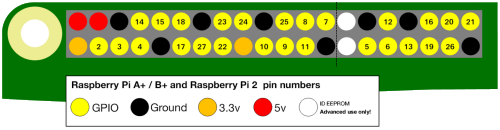 14 15 18 23 24 25 8 7 12 16 20 21
2 3 4 17 27 22 10 9 11 5 6 13 19 26
Raspberry Pi A+ / B+ and Raspberry Pi 2 pin numbers
GPIO Ground 3.3v 5v ID EEPROM
Advanced use only!